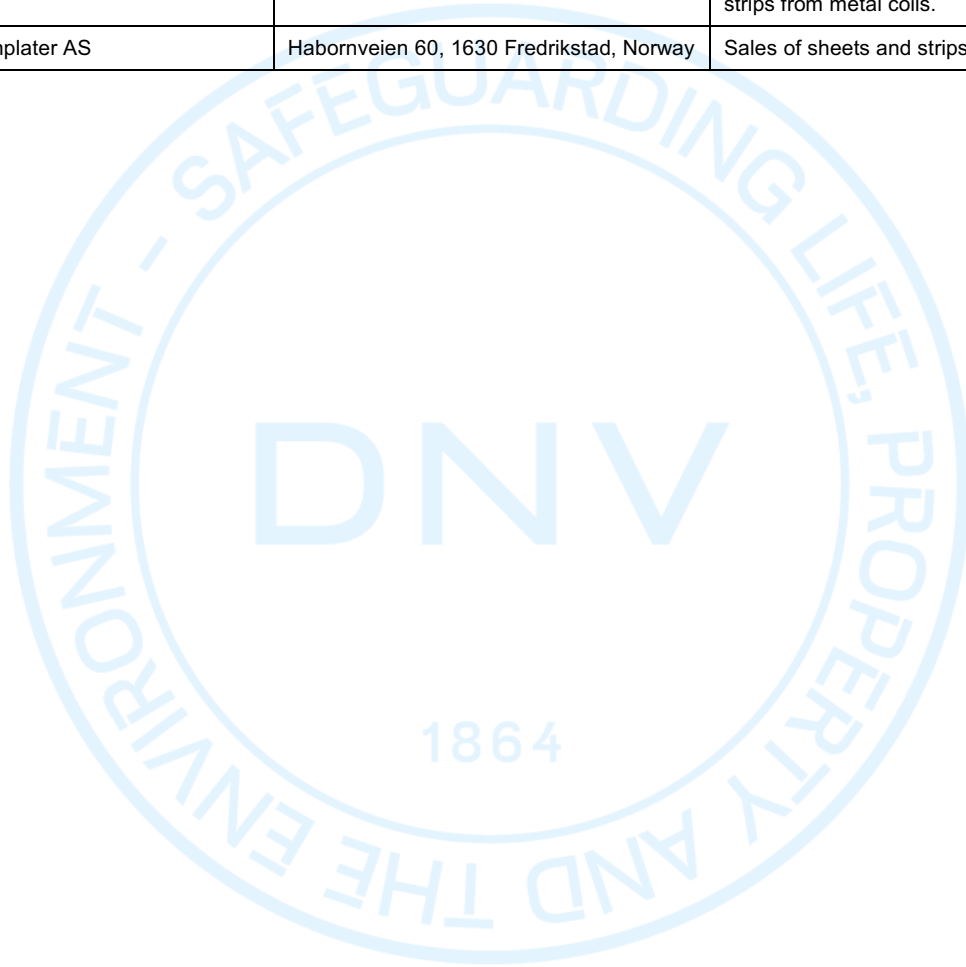 strips from metal coils.
nplater AS
Habornveien 60, 1630 Fredrikstad, Norway
Sales of sheets and strips
SAFEGUARDING LIFE, PROPERTY AND THE ENVIRONMENT -
DNV
1864